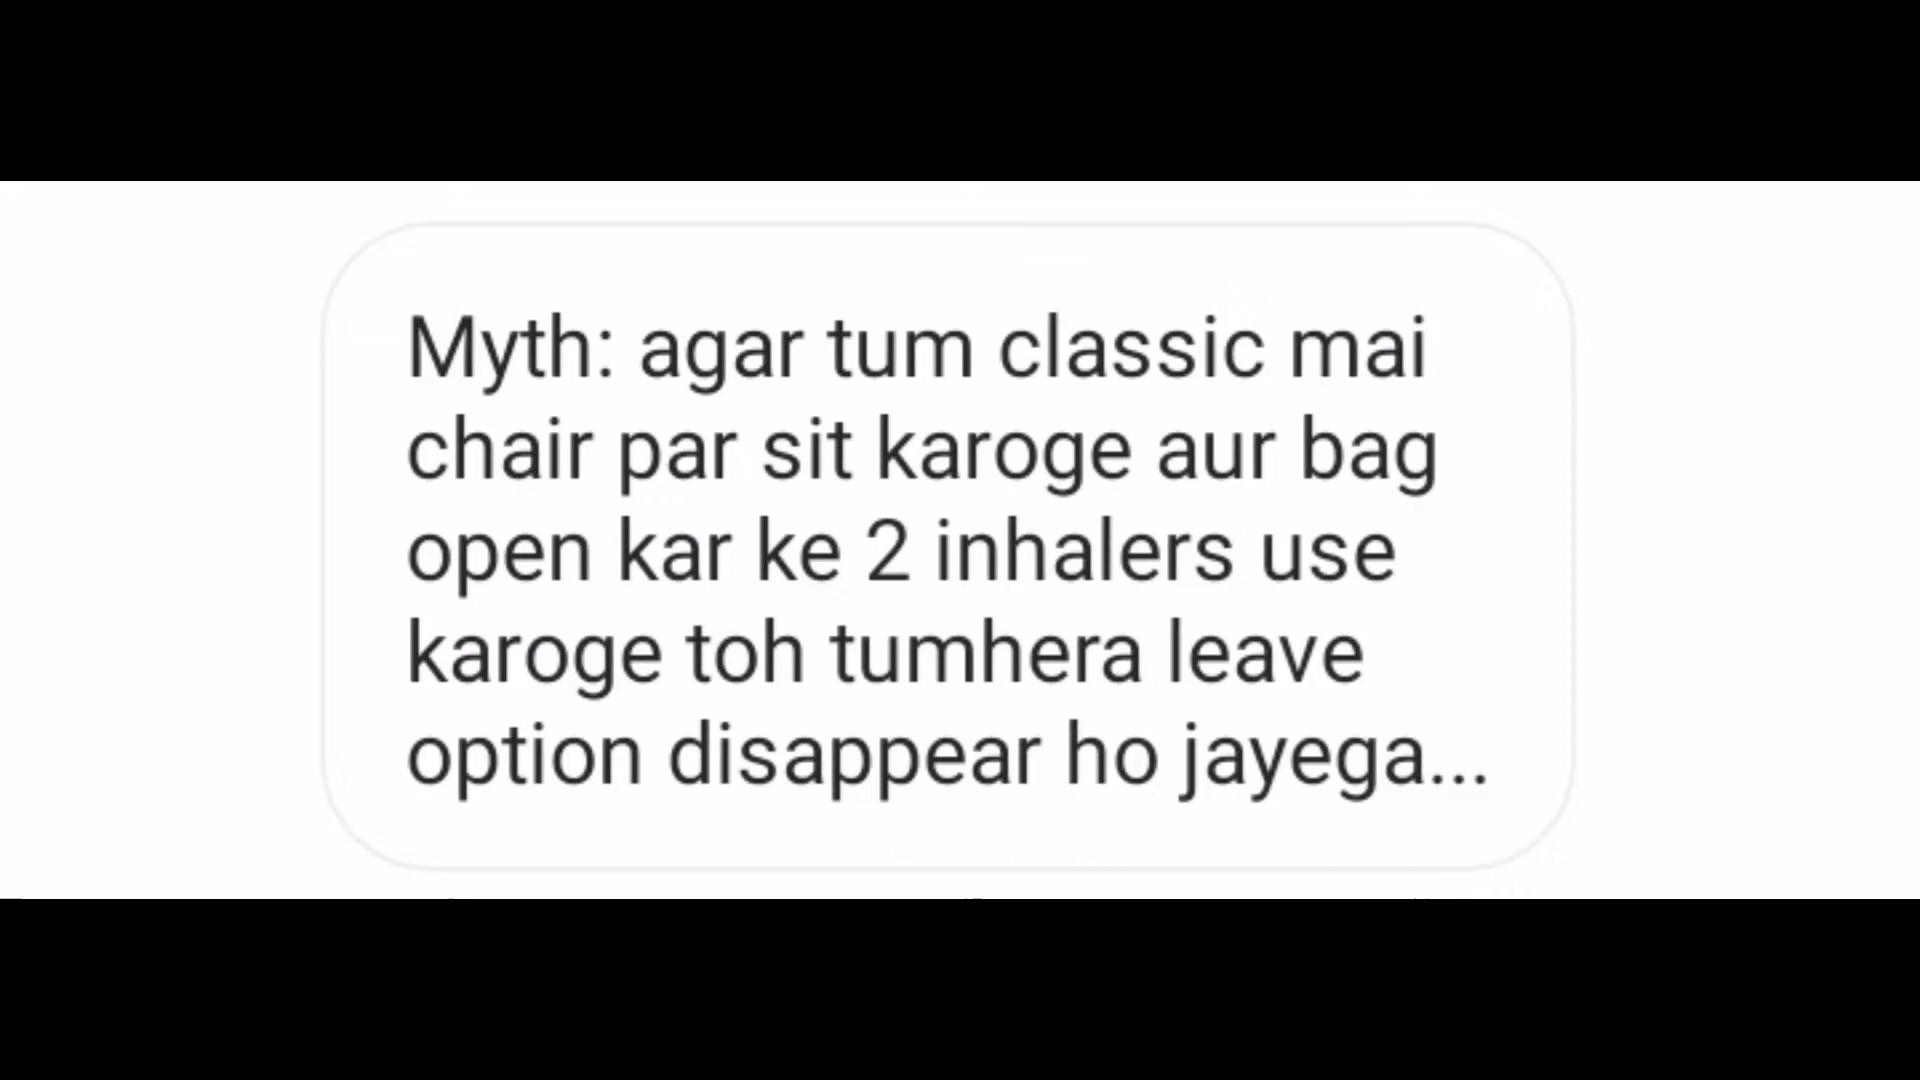 Myth: agar tum classic mai
chair par sit karoge aur bag
open kar ke 2 inhalers use
karoge toh tumhera leave
option disappear ho jayega...